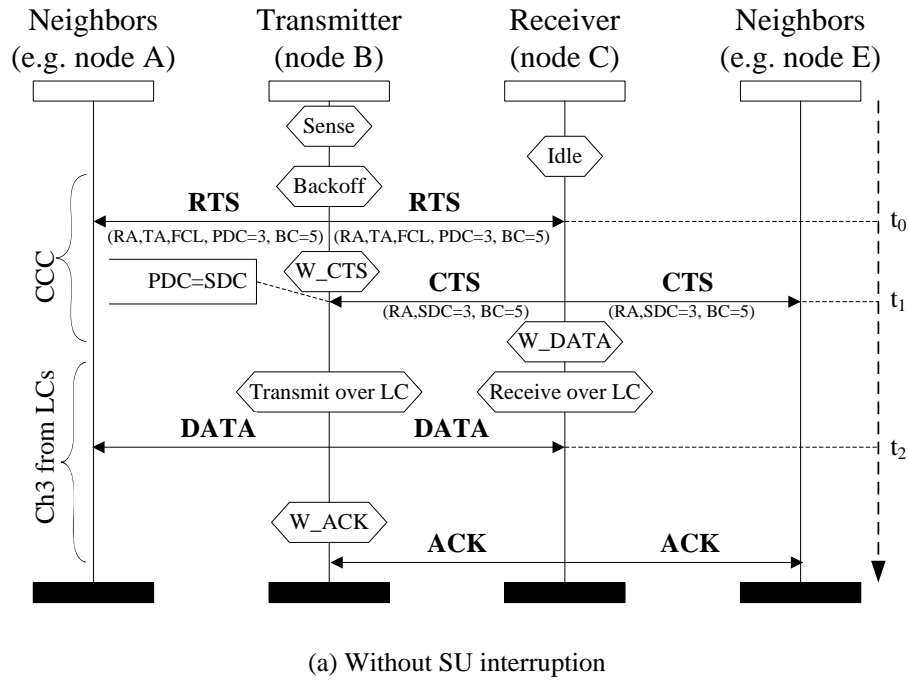 Neighbors
(e.g. node A)
Transmitter
(node B)
Receiver
(node C)
Neighbors
(e.g. node E)
Sense
Idle
Backoff
RTS
RTS
t0
(RA,TA,FCL, PDC=3, BC=5)
(RA,TA,FCL, PDC=3, BC=5)
CCC
W_CTS
PDC=SDC
CTS
CTS
t1
(RA,SDC=3, BC=5)
(RA,SDC=3, BC=5)
W_DATA
Transmit over LC
Receive over LC
Ch3 from LCs
DATA
DATA
t2
W_ACK
ACK
ACK
(a) Without SU interruption